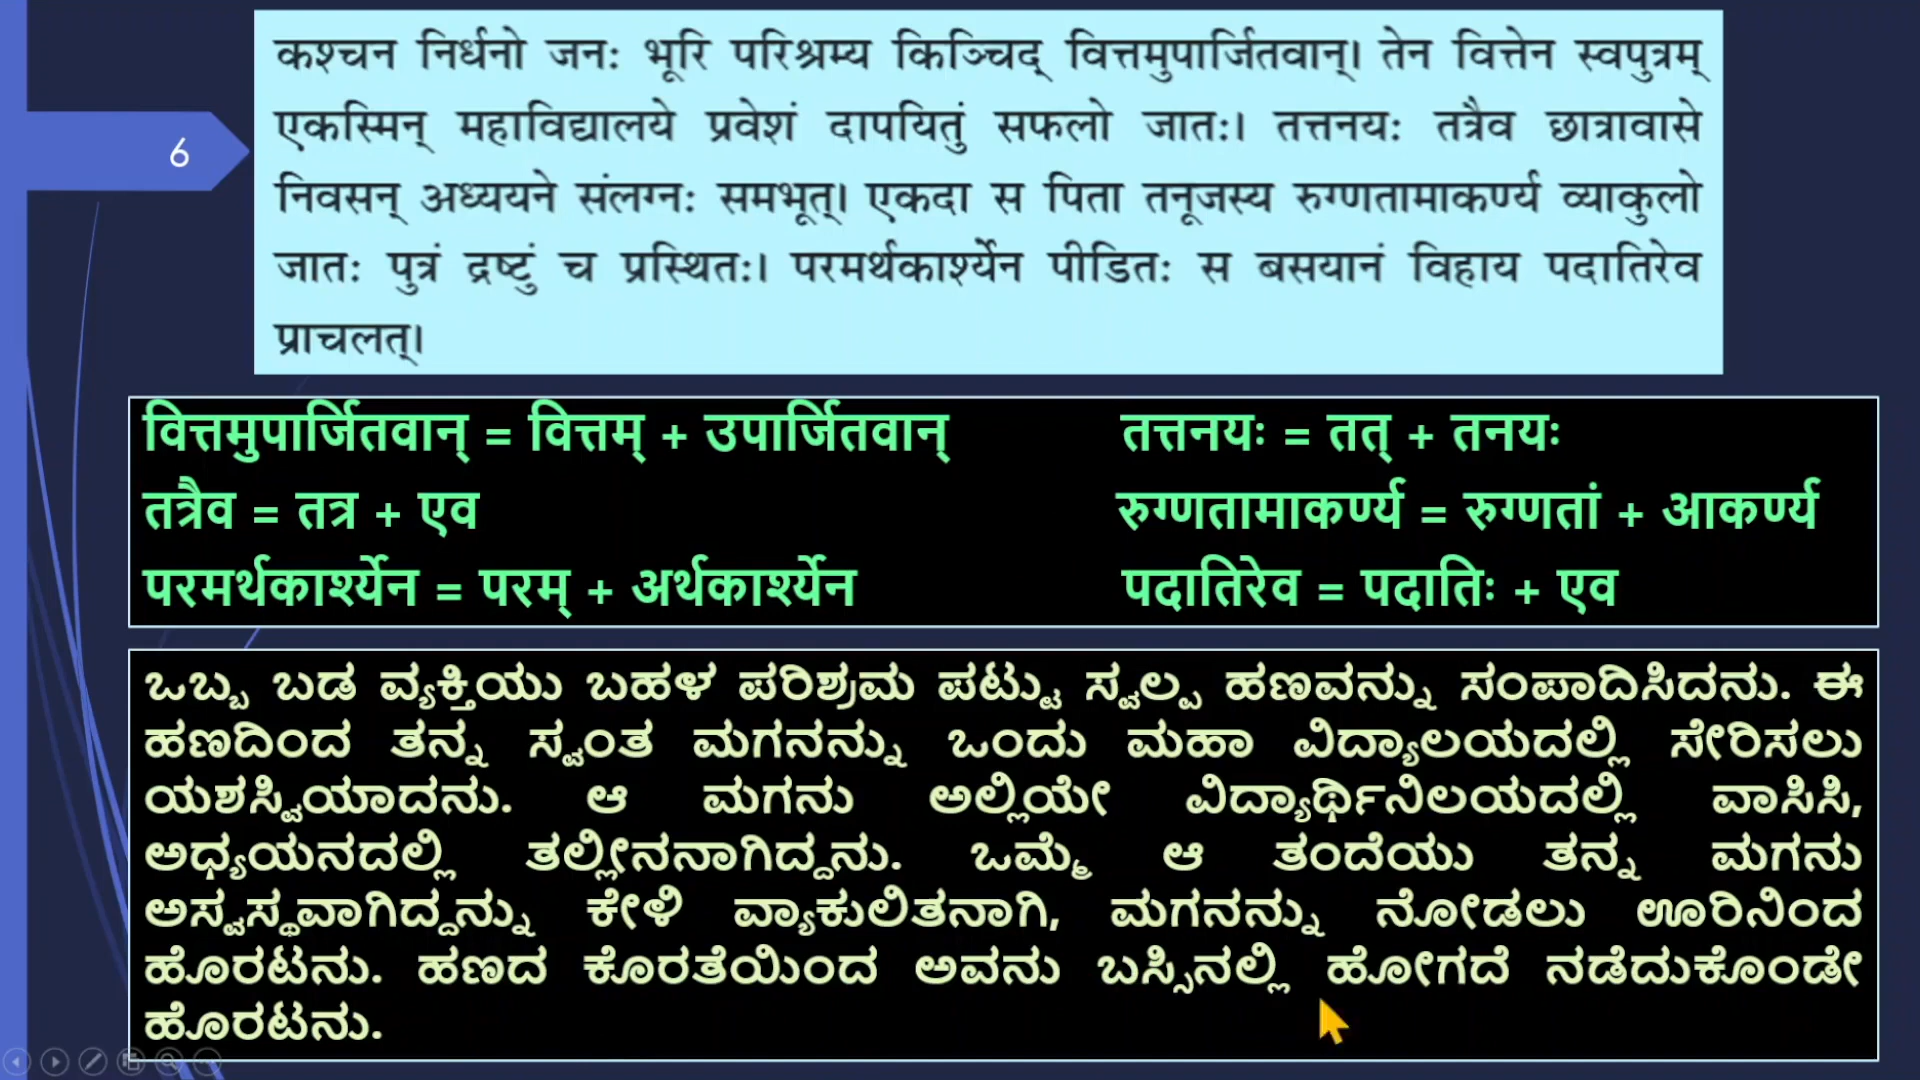 कश्चन निर्धनो जनः भूरि परिश्रम्य किञ्चिद् वित्तमुपार्जितवान्। तेन वित्तेन स्वपुत्रम्
एकस्मिन् महाविद्यालये प्रवेशं दापयितुं सफलो जातः। तत्तनयः तत्रैव छात्रावासे
6
निवसन् अध्ययने संलग्नः समभूत्। एकदा स पिता तनूजस्य रुग्णतामाकर्ण्य व्याकुलो
जातः पुत्रं द्रष्टुं च प्रस्थितः। परमर्थकार्श्येन पीडितः स बसयानं विहाय पदातिरेव
प्राचलत्।
वित्तमुपार्जितवान् = वित्तम् + उपार्जितवान् तत्तनयः = तत् + तनयः
तत्रैव = तत्र + एव रुग्णतामाकर्ण्य = रुग्णतां + आकर्ण्य
परमर्थकार्श्येन = परम् + अर्थकार्श्येन पदातिरेव = पदातिः + एव
ಒಬ್ಬ ಬಡ ವ್ಯಕ್ತಿಯು ಬಹಳ ಪರಿಶ್ರಮ ಪಟ್ಟು ಸ್ವಲ್ಪ ಹಣವನ್ನು ಸಂಪಾದಿಸಿದನು. ಈ
ಹಣದಿಂದ ತನ್ನ ಸ್ವಂತ ಮಗನನ್ನು ಒಂದು ಮಹಾ ವಿದ್ಯಾಲಯದಲ್ಲಿ ಸೇರಿಸಲು
ಯಶಸ್ವಿಯಾದನು. ಆ ಮಗನು ಅಲ್ಲಿಯೇ ವಿದ್ಯಾರ್ಥಿನಿಲಯದಲ್ಲಿ ವಾಸಿಸಿ,
ಅಧ್ಯಯನದಲ್ಲಿ ತಲ್ಲೀನನಾಗಿದ್ದನು. ಒಮ್ಮೆ ಆ ತಂದೆಯು ತನ್ನ ಮಗನು
ಅಸ್ವಸ್ಥವಾಗಿದ್ದನ್ನು ಕೇಳಿ ವ್ಯಾಕುಲಿತನಾಗಿ, ಮಗನನ್ನು ನೋಡಲು ಊರಿನಿಂದ
ಹೊರಟನು. ಹಣದ ಕೊರತೆಯಿಂದ ಅವನು ಬಸ್ಸಿನಲ್ಲಿ ಹೋಗದೆ ನಡೆದುಕೊಂಡೇ
ಹೊರಟನು.